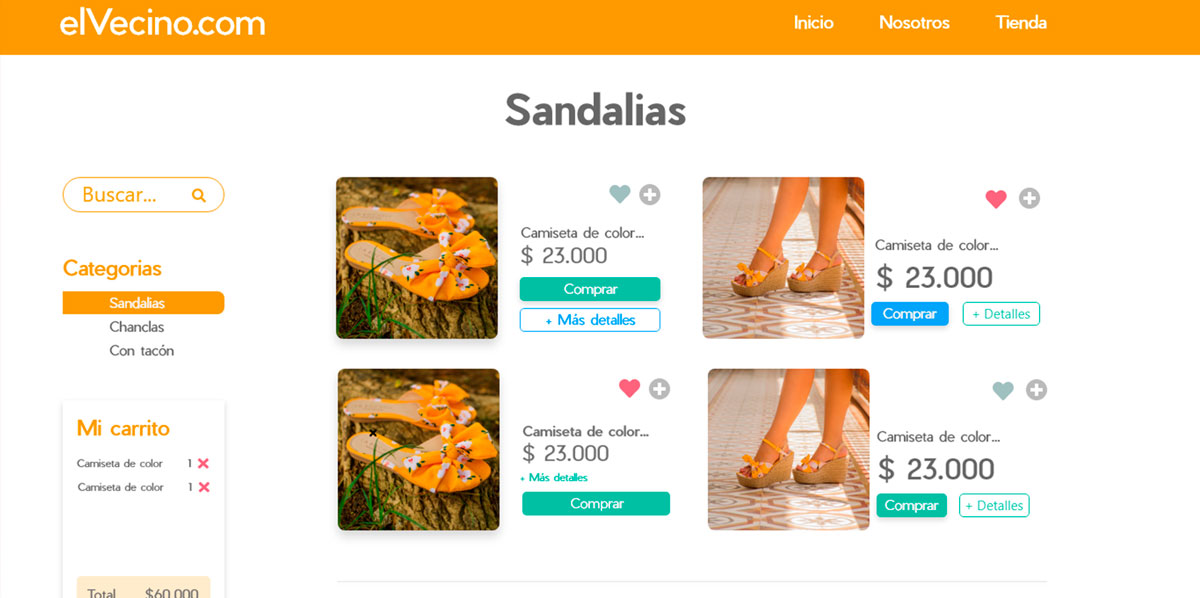 elVecino.com
Inicio Nosotros Tienda
Sandalias
Buscar...
Categorias
Sandalias
Chanclas
Con tacón
Mi carrito
Camiseta de color 1
Camiseta de color 1
Total $60.000
Camiseta de color...
$ 23.000
Comprar
+ Más detalles
Camiseta de color...
$ 23.000
Comprar + Detalles
Camiseta de color...
$ 23.000
+ Más detalles
Comprar
Camiseta de color...
$ 23.000
Comprar + Detalles